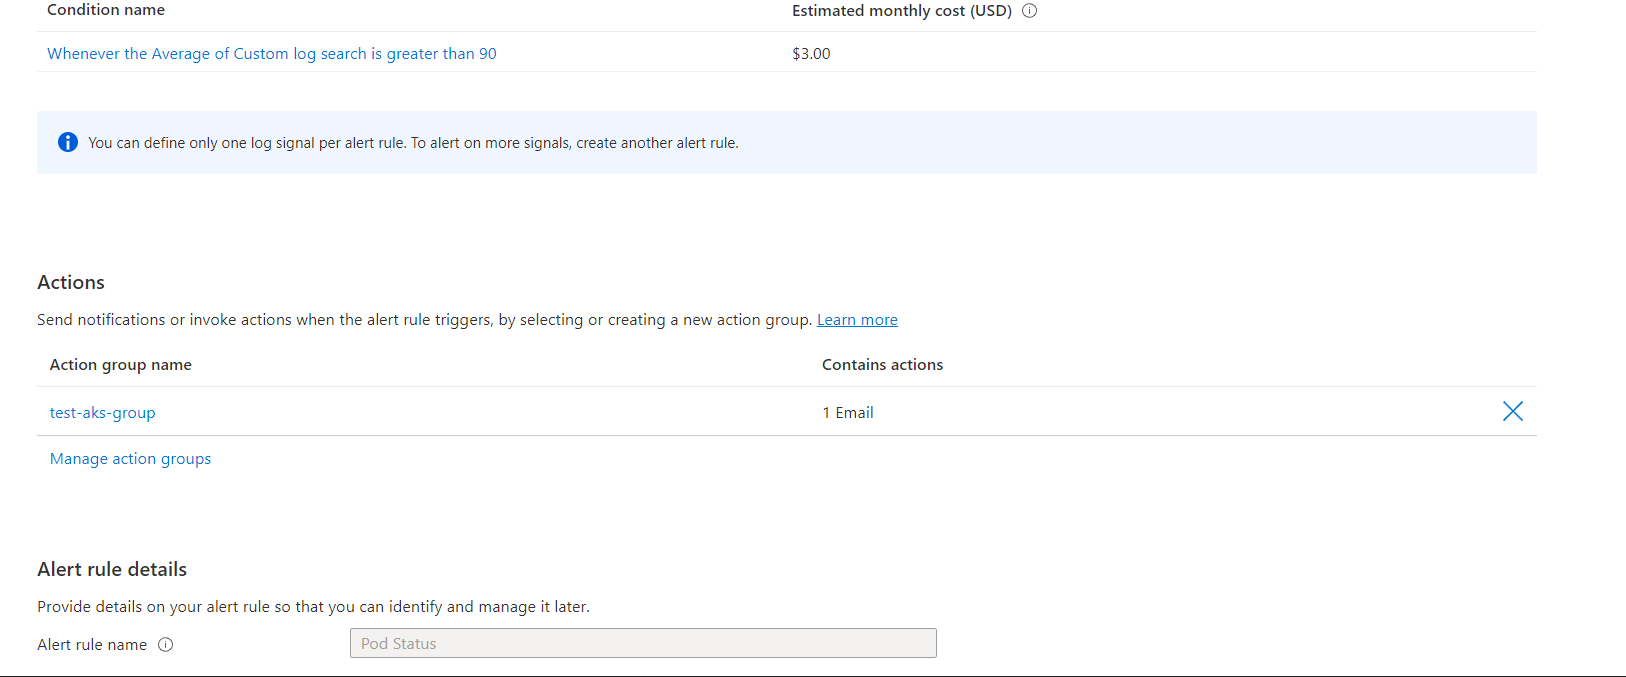 Condition name
Estimated monthly cost (USD)
Whenever the Average of Custom log search is greater than 90
$3.00
You can define only one log signal per alert rule. To alert on more signals, create another alert rule.
Actions
Send notifications or invoke actions when the alert rule triggers, by selecting or creating a new action group. Learn more
Action group name
Contains actions
test-aks-group
1 Email
Manage action groups
Alert rule details
Provide details on your alert rule so that you can identify and manage it later.
Alert rule name
Pod Status